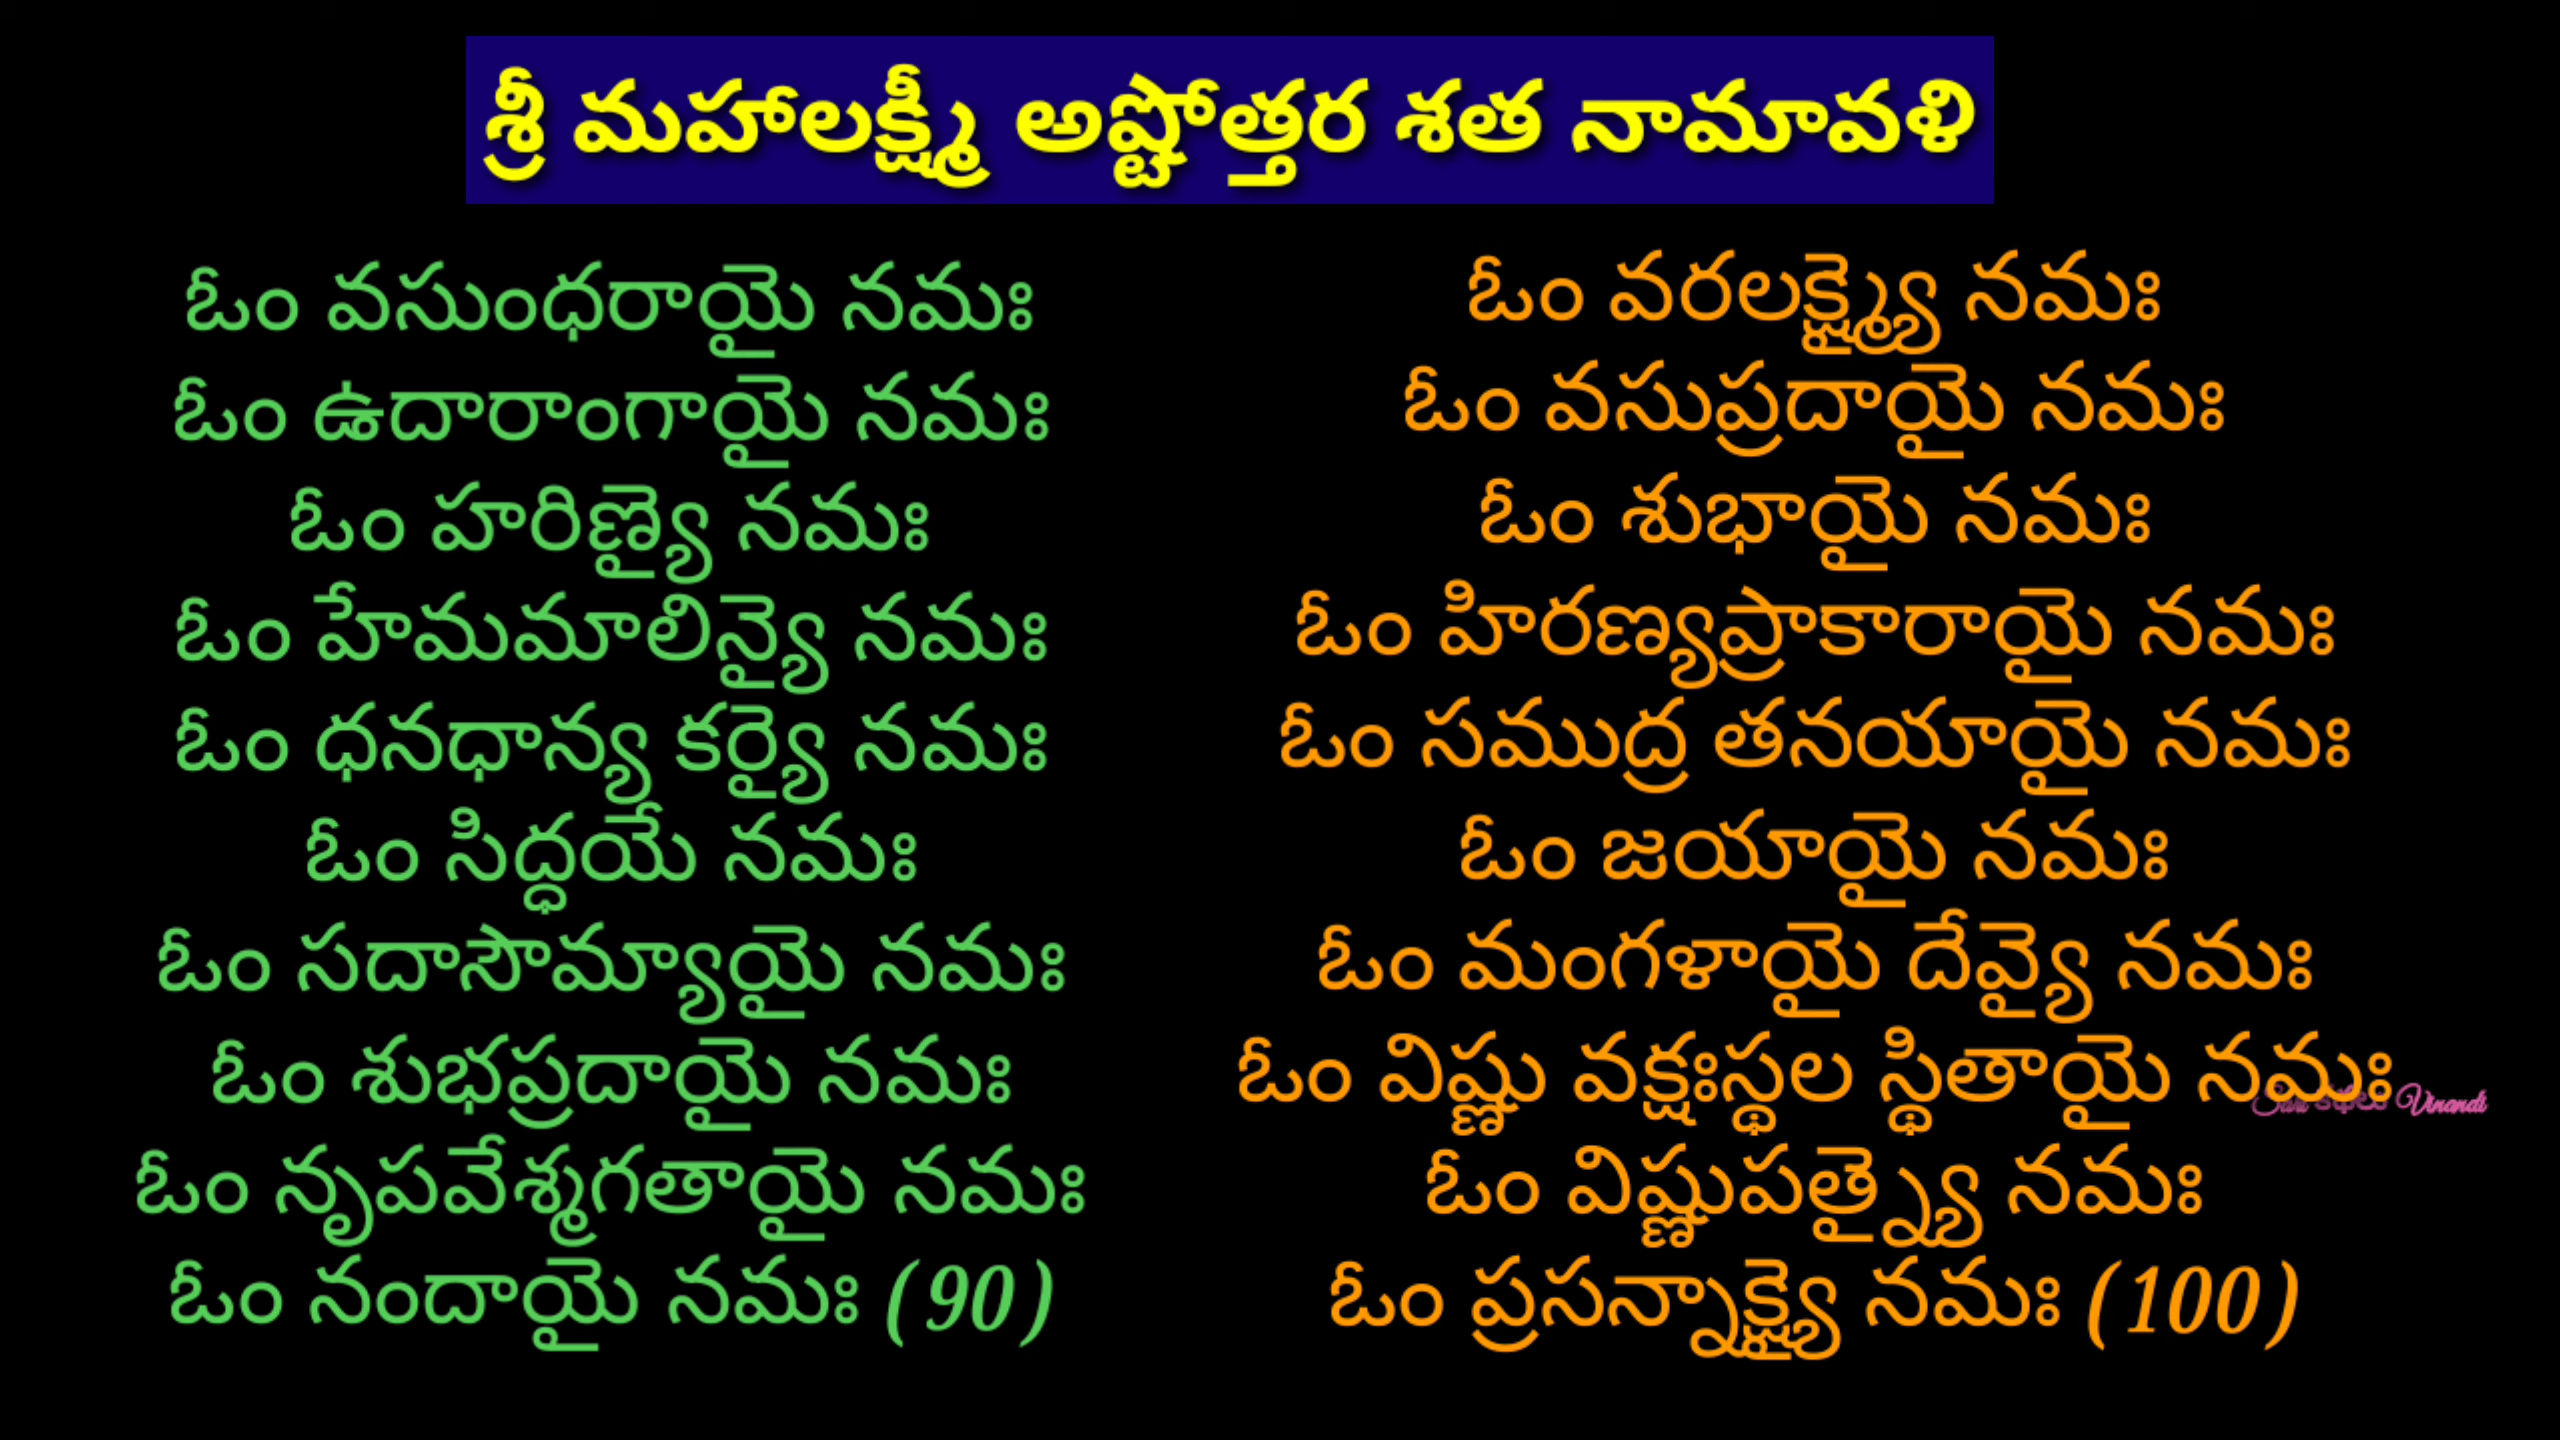 శ్రీ మహాలక్ష్మీ అష్టోత్తర శత నామావళి
ఓం వసుంధరాయై నమః
ఓం ఉదారాంగాయై నమః
ఓం హరిణ్యై నమః
ఓం హేమమాలిన్యై నమః
ఓం ధనధాన్య కర్యై నమః
ఓం సిద్ధయే నమః
ఓం సదాసౌమ్యాయై నమః
ఓం శుభప్రదాయై నమః
ఓం నృపవేశ్మగతాయై నమః
ఓం నందాయై నమః (90)
ఓం వరలక్ష్మ్యై నమః
ఓం వసుప్రదాయై నమః
ఓం శుభాయై నమః
ఓం హిరణ్యప్రాకారాయై నమః
ఓం సముద్ర తనయాయై నమః
ఓం జయాయై నమః
ఓం మంగళాయై దేవ్యై నమః
ఓం విష్ణు వక్షఃస్థల స్థితాయై నమః
ఓం విష్ణుపత్న్యై నమః
ఓం ప్రసన్నాక్ష్యై నమః (100)
Vinandi